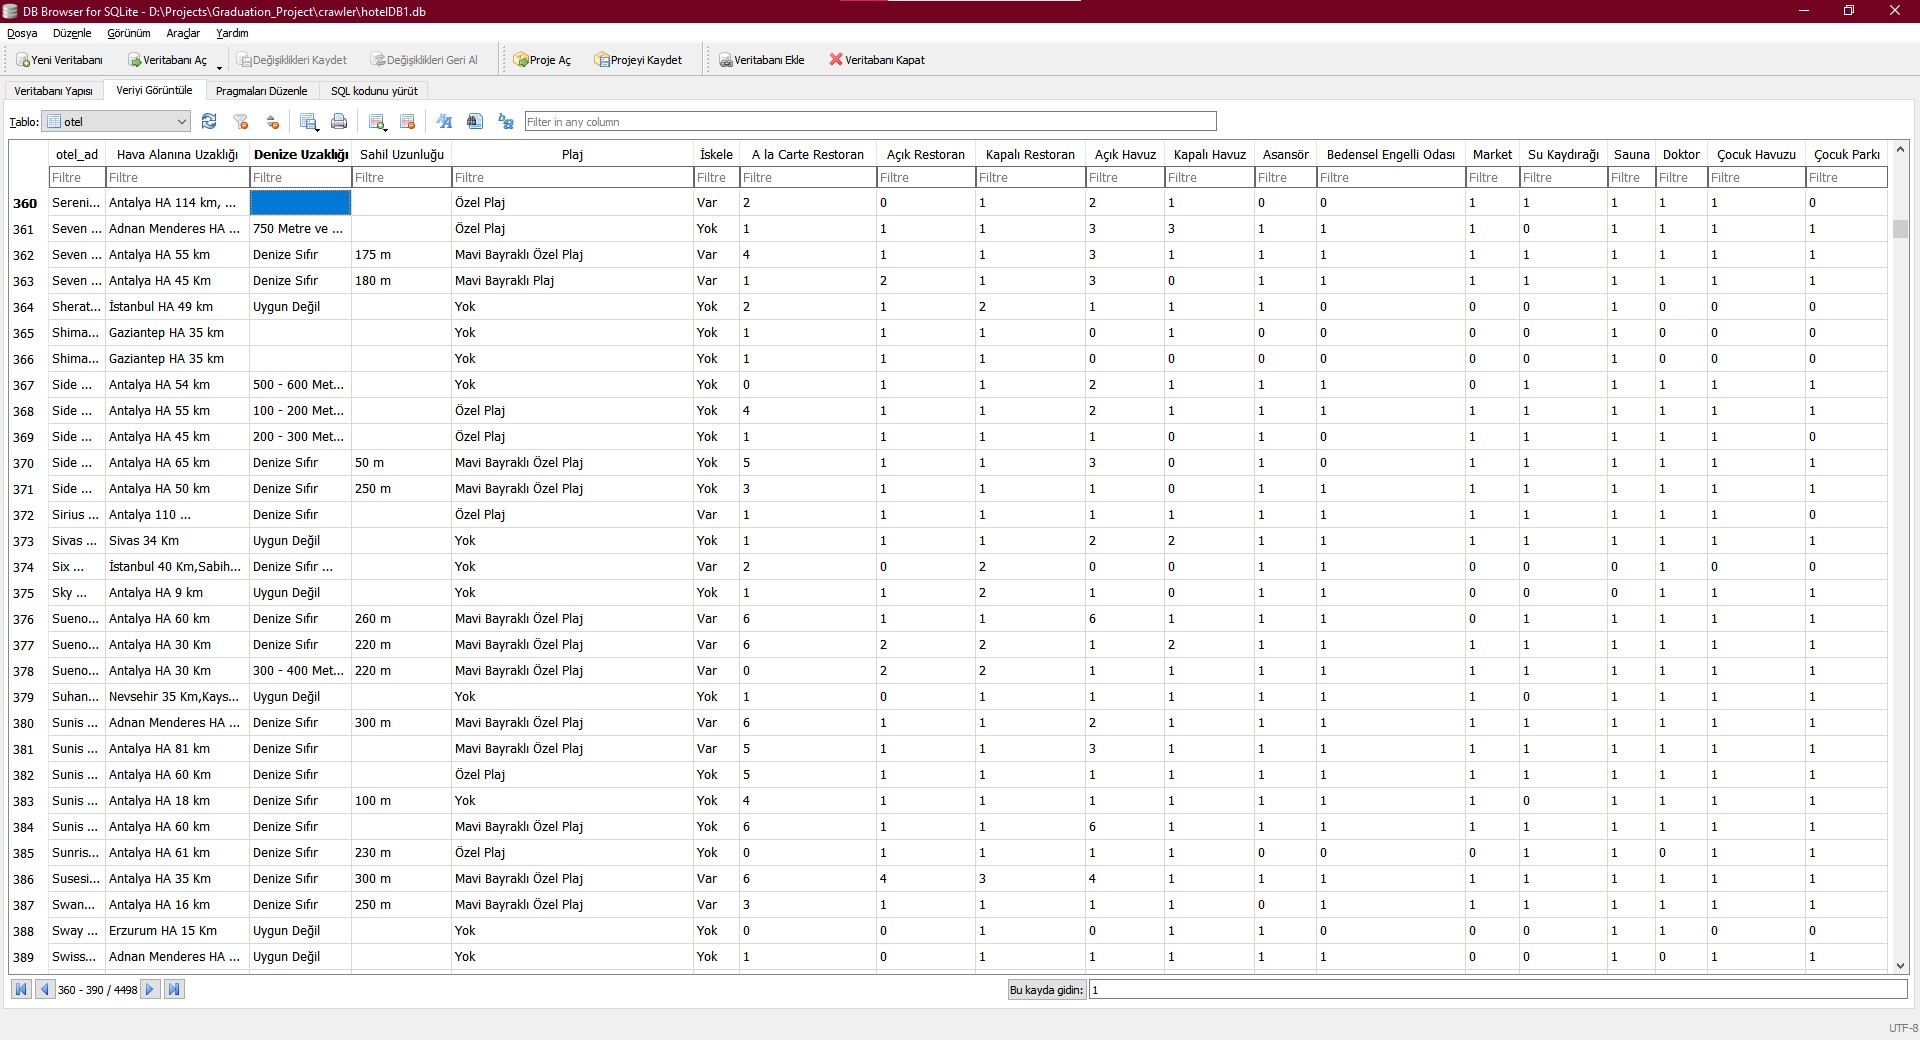 DB Browser for SQLite - D:\Projects\Graduation_Project\crawler\hotelDB1.db
Dosya Düzenle Görünüm Araçlar Yardım
Yeni Veritabanı Veritabanı Aç Değişiklikleri Kaydet Değişiklikleri Geri Al Proje Aç Projeyi Kaydet Veritabanı Ekle Veritabanı Kapat
Veritabanı Yapısı Veriyi Görüntüle Pragmaları Düzenle SQL kodunu yürüt
Tablo: otel Filter in any column
otel_ad Hava Alanına Uzaklığı Denize Uzaklığı Sahil Uzunluğu Plaj İskele A la Carte Restoran Açık Restoran Kapalı Restoran Açık Havuz Kapalı Havuz Asansör Bedensel Engelli Odası Market Su Kaydırağı Sauna Doktor Çocuk Havuzu Çocuk Parkı
Filtre Filtre Filtre Filtre Filtre Filtre Filtre Filtre Filtre Filtre Filtre Filtre Filtre Filtre Filtre Filtre Filtre Filtre Filtre
360 Sereni... Antalya HA 114 km, ... Özel Plaj Var 2 0 1 2 1 0 0 1 1 1 1 1 0
361 Seven ... Adnan Menderes HA ... 750 Metre ve ... Özel Plaj Yok 1 1 1 3 3 1 1 1 0 1 1 1 1
362 Seven ... Antalya HA 55 km Denize Sıfır 175 m Mavi Bayraklı Özel Plaj Var 4 1 1 3 1 1 1 1 1 1 1 1 1
363 Seven ... Antalya HA 45 Km Denize Sıfır 180 m Mavi Bayraklı Plaj Var 1 2 1 3 0 1 1 1 1 1 1 1 1
364 Sherat... İstanbul HA 49 km Uygun Değil Yok Yok 2 1 2 1 1 1 0 0 0 1 0 0 0
365 Shima... Gaziantep HA 35 km Yok Yok 1 1 1 0 1 0 0 0 0 1 0 0 0
366 Shima... Gaziantep HA 35 km Yok Yok 1 1 1 0 0 0 0 0 0 1 0 0 0
367 Side ... Antalya HA 54 km 500 - 600 Met... Yok Yok 0 1 1 2 1 1 1 0 1 1 1 1 1
368 Side ... Antalya HA 55 km 100 - 200 Met... Özel Plaj Yok 4 1 1 2 1 1 1 1 1 1 1 1 1
369 Side ... Antalya HA 45 km 200 - 300 Met... Özel Plaj Yok 1 1 1 1 0 1 0 1 1 1 1 1 0
370 Side ... Antalya HA 65 km Denize Sıfır 50 m Mavi Bayraklı Özel Plaj Yok 5 1 1 3 0 1 0 1 1 1 1 1 1
371 Side ... Antalya HA 50 km Denize Sıfır 250 m Mavi Bayraklı Özel Plaj Yok 3 1 1 1 0 1 1 1 1 1 1 1 1
372 Sirius ... Antalya 110 ... Denize Sıfır Özel Plaj Var 1 1 1 1 1 1 1 1 1 1 1 1 0
373 Sivas ... Sivas 34 Km Uygun Değil Yok Yok 1 1 1 2 2 1 1 1 1 1 1 1 1
374 Six ... İstanbul 40 Km,Sabih... Denize Sıfır ... Yok Var 2 0 2 0 0 1 1 0 0 0 1 0 0
375 Sky ... Antalya HA 9 km Uygun Değil Yok Yok 1 1 2 1 0 1 1 0 0 0 1 1 1
376 Sueno... Antalya HA 60 km Denize Sıfır 260 m Mavi Bayraklı Özel Plaj Var 6 1 1 6 1 1 1 0 1 1 1 1 1
377 Sueno... Antalya HA 30 Km Denize Sıfır 220 m Mavi Bayraklı Özel Plaj Var 6 2 2 1 2 1 1 1 1 1 1 1 1
378 Sueno... Antalya HA 30 Km 300 - 400 Met... 220 m Mavi Bayraklı Özel Plaj Var 0 2 2 1 1 1 1 1 1 1 1 1 1
379 Suhan... Nevsehir 35 Km,Kays... Uygun Değil Yok Yok 1 0 1 1 1 1 1 1 0 1 1 1 1
380 Sunis ... Adnan Menderes HA ... Denize Sıfır 300 m Mavi Bayraklı Özel Plaj Var 6 1 1 2 1 1 1 1 1 1 1 1 1
381 Sunis ... Antalya HA 81 km Denize Sıfır Mavi Bayraklı Özel Plaj Var 5 1 1 3 1 1 1 1 1 1 1 1 1
382 Sunis ... Antalya HA 60 Km Denize Sıfır Özel Plaj Yok 5 1 1 1 1 1 1 1 1 1 1 1 1
383 Sunis ... Antalya HA 18 km Denize Sıfır 100 m Yok Yok 4 1 1 1 1 1 1 1 0 1 1 1 1
384 Sunis ... Antalya HA 60 km Denize Sıfır Mavi Bayraklı Özel Plaj Yok 6 1 1 6 1 1 1 1 1 1 1 1 1
385 Sunris... Antalya HA 61 km Denize Sıfır 230 m Özel Plaj Yok 0 1 1 1 1 0 0 0 1 1 0 1 1
386 Susesi... Antalya HA 35 Km Denize Sıfır 300 m Mavi Bayraklı Özel Plaj Var 6 4 3 4 1 1 1 1 1 1 1 1 1
387 Swan... Antalya HA 16 km Denize Sıfır 250 m Mavi Bayraklı Özel Plaj Var 3 1 1 1 1 0 1 1 1 1 1 1 1
388 Sway ... Erzurum HA 15 Km Uygun Değil Yok Yok 0 0 1 0 1 1 0 0 0 1 1 0 0
389 Swiss... Adnan Menderes HA ... Uygun Değil Yok Yok 1 0 1 1 1 1 1 0 0 1 0 1 1
360 - 390 / 4498 Bu kayda gidin: 1
UTF-8